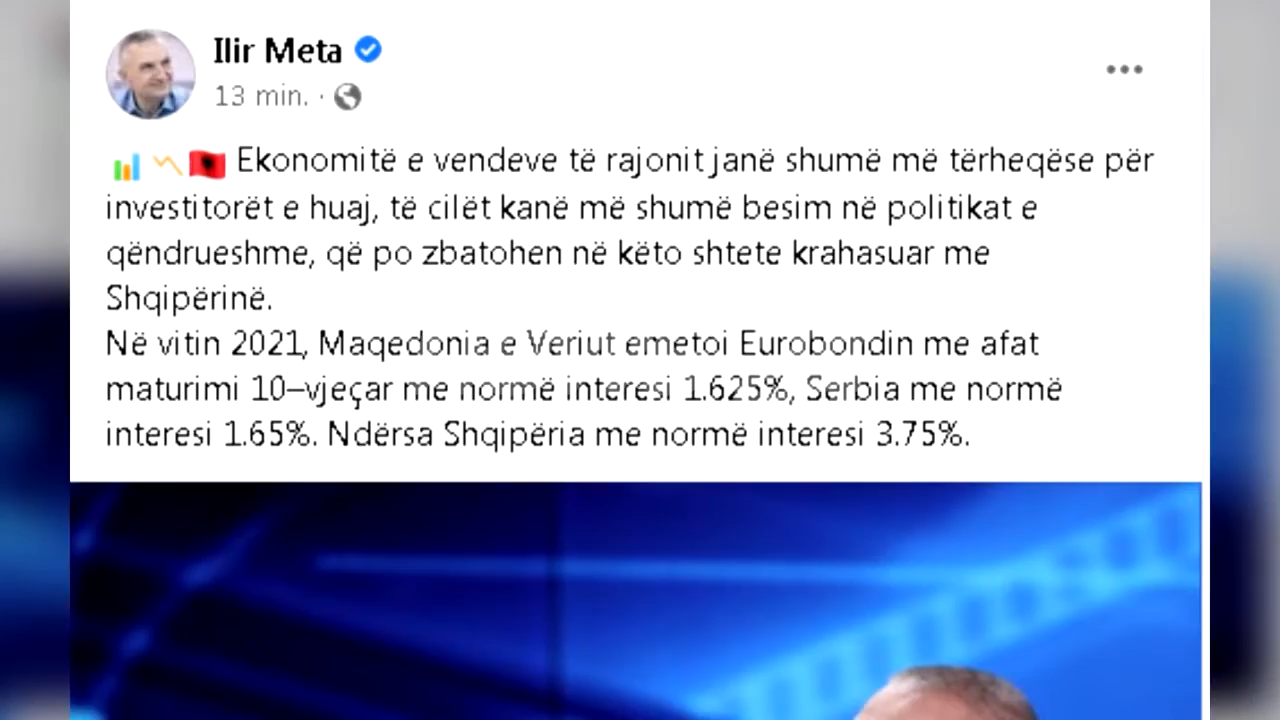 Ilir Meta
13 min.
Ekonomitë e vendeve të rajonit janë shumë më tërheqëse për
investitorët e huaj, të cilët kanë më shumë besim në politikat e
qëndrueshme, që po zbatohen në këto shtete krahasuar me
Shqipërinë.
Në vitin 2021, Maqedonia e Veriut emetoi Eurobondin me afat
maturimi 10–vjeçar me normë interesi 1.625%, Serbia me normë
interesi 1.65%. Ndërsa Shqipëria me normë interesi 3.75%.